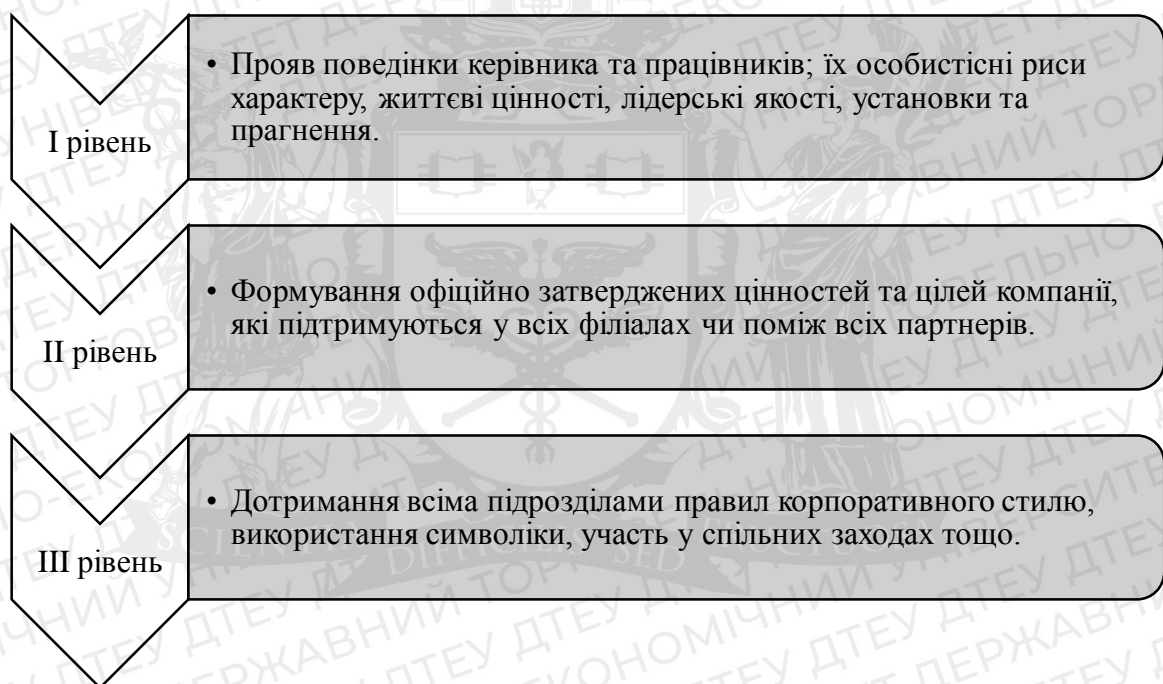 І рівень
• Прояв поведінки керівника та працівників; їх особистісні риси
характеру, життєві цінності, лідерські якості, установки та
прагнення.
ІІ рівень
• Формування офіційно затверджених цінностей та цілей компанії,
які підтримуються у всіх філіалах чи поміж всіх партнерів.
ІІІ рівень
• Дотримання всіма підрозділами правил корпоративного стилю,
використання символіки, участь у спільних заходах тощо.